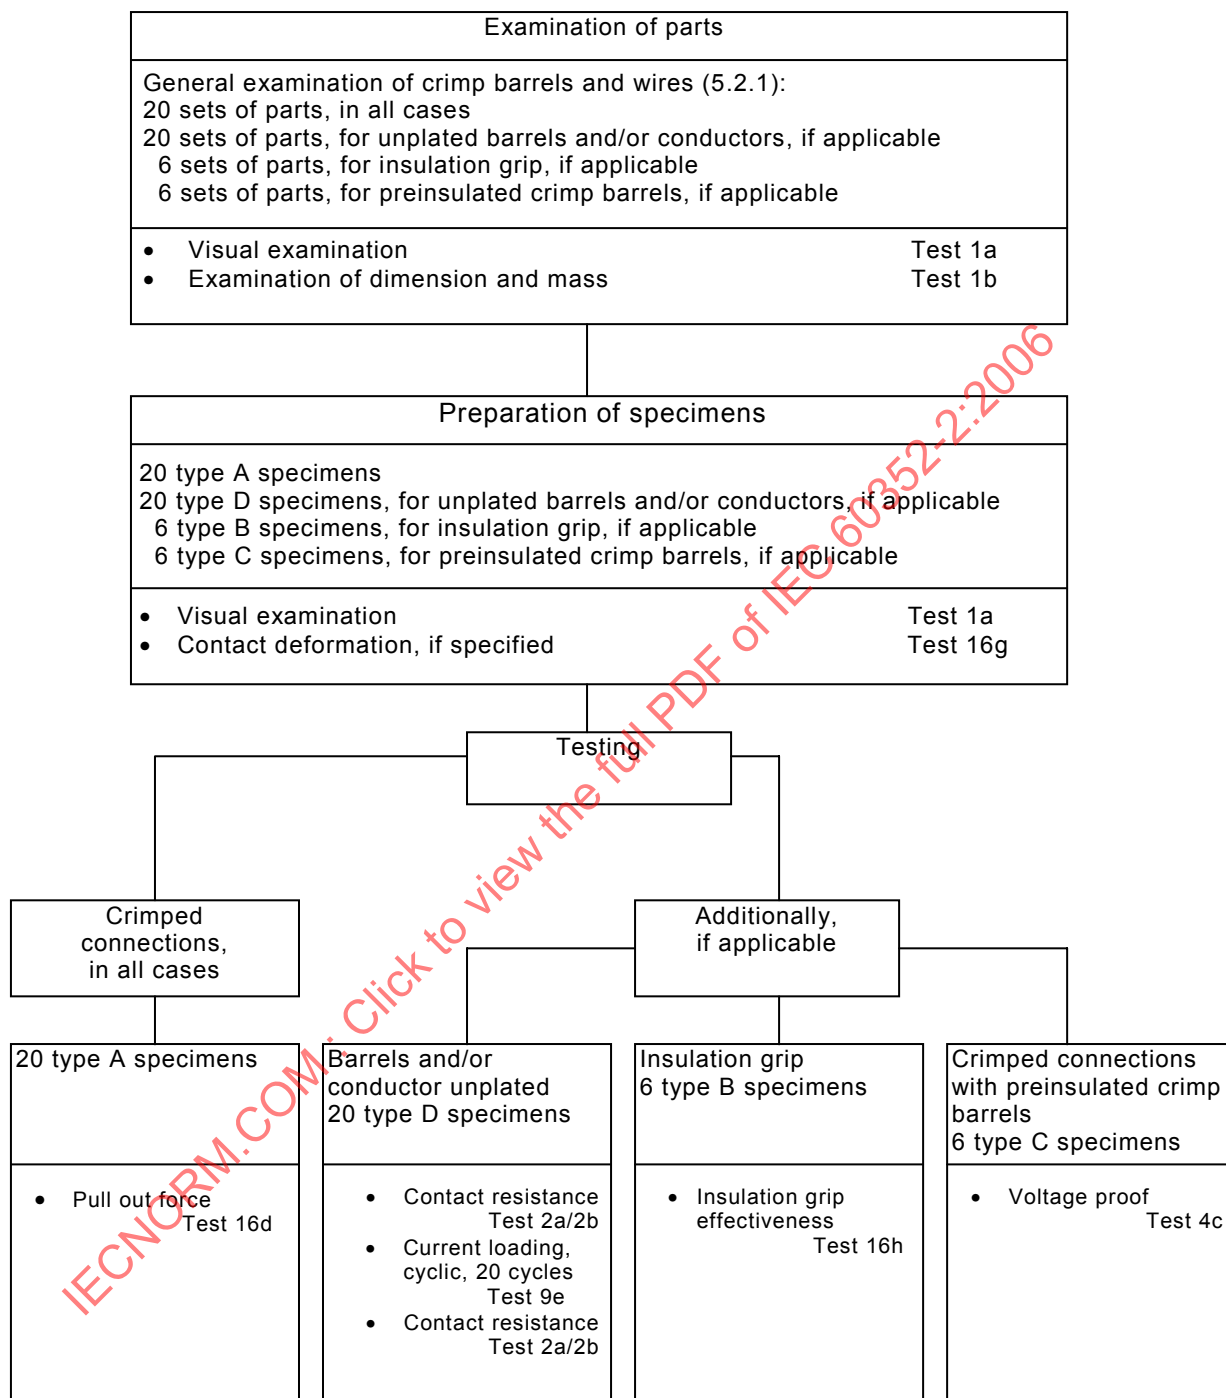 Examination of parts
General examination of crimp barrels and wires (5.2.1):
20 sets of parts, in all cases
20 sets of parts, for unplated barrels and/or conductors, if applicable
6 sets of parts, for insulation grip, if applicable
6 sets of parts, for preinsulated crimp barrels, if applicable
• Visual examination Test 1a
• Examination of dimension and mass Test 1b
Preparation of specimens
20 type A specimens
20 type D specimens, for unplated barrels and/or conductors, if applicable
6 type B specimens, for insulation grip, if applicable
6 type C specimens, for preinsulated crimp barrels, if applicable
• Visual examination Test 1a
• Contact deformation, if specified Test 16g
Testing
Crimped
connections,
in all cases
Additionally,
if applicable
20 type A specimens
• Pull out force
Test 16d
Barrels and/or
conductor unplated
20 type D specimens
• Contact resistance
Test 2a/2b
• Current loading,
cyclic, 20 cycles
Test 9e
• Contact resistance
Test 2a/2b
Insulation grip
6 type B specimens
• Insulation grip
effectiveness
Test 16h
Crimped connections
with preinsulated crimp
barrels
6 type C specimens
• Voltage proof
Test 4c
IECNORM.COM: Click to view the full PDF of IEC 60352-2:2006